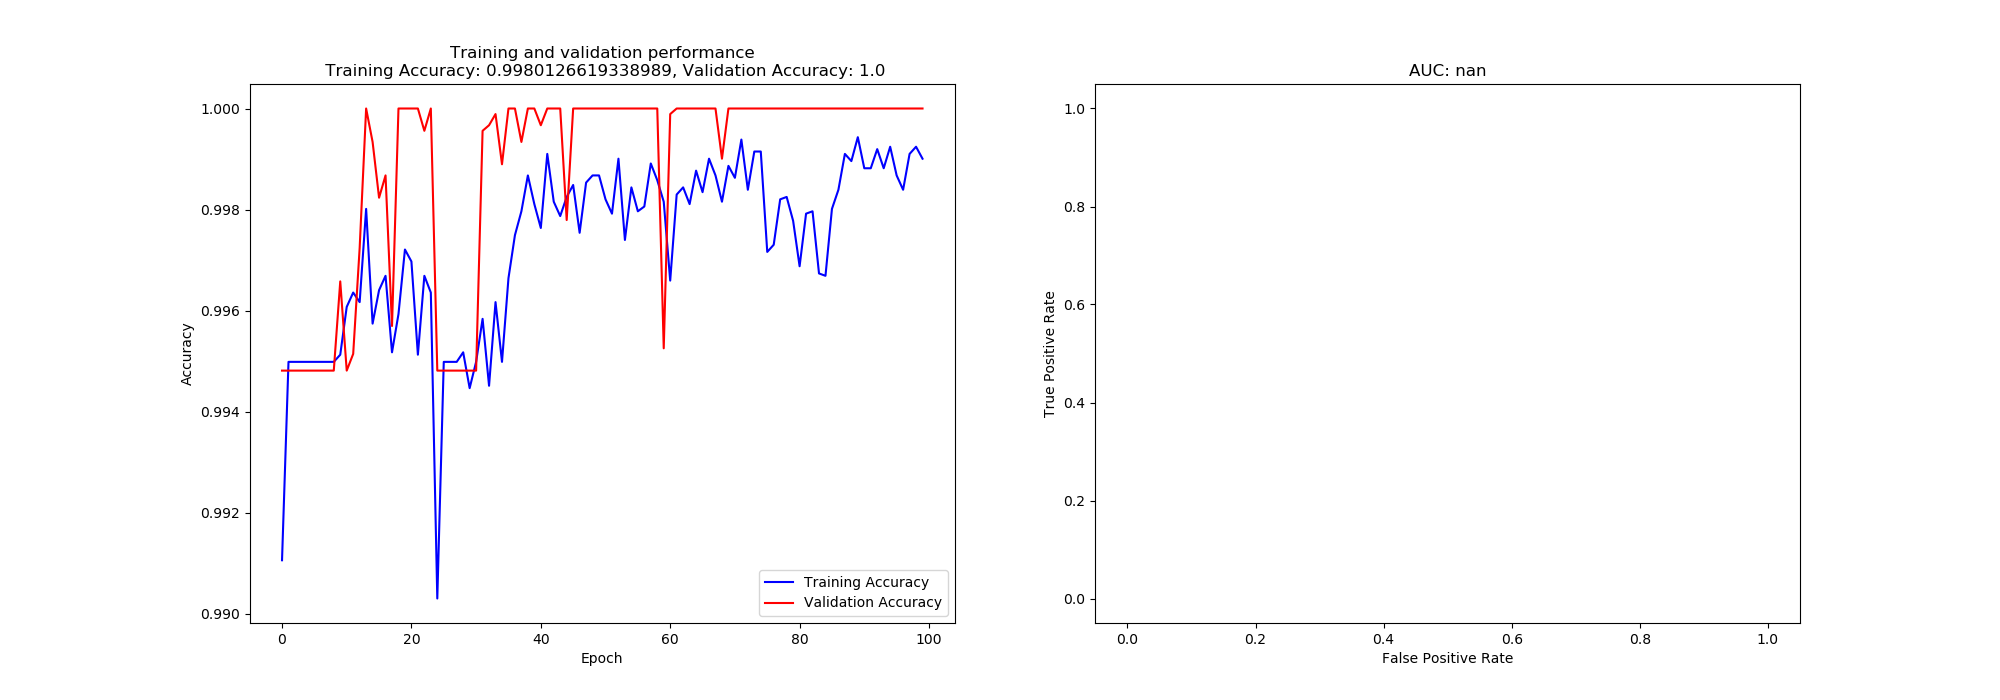 Training and validation performance
Training Accuracy: 0.9980126619338989, Validation Accuracy: 1.0
1.000
0.998
0.996
0.994
0.992
0.990
Accuracy
0
20
40
60
80
100
Epoch
Training Accuracy
Validation Accuracy
AUC: nan
1.0
0.8
0.6
0.4
0.2
0.0
True Positive Rate
0.0
0.2
0.4
0.6
0.8
1.0
False Positive Rate